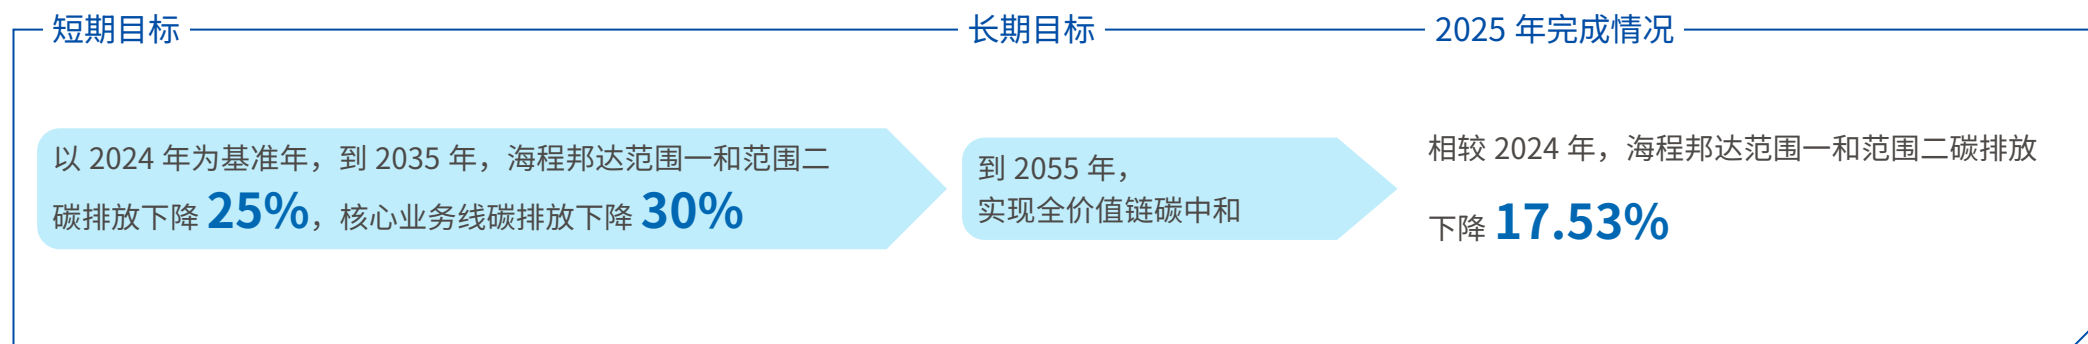 短期目标
以 2024 年为基准年，到 2035 年，海程邦达范围一和范围二
碳排放下降 25%，核心业务线碳排放下降 30%
长期目标
到 2055 年，
实现全价值链碳中和
2025 年完成情况
相较 2024 年，海程邦达范围一和范围二碳排放
下降 17.53%